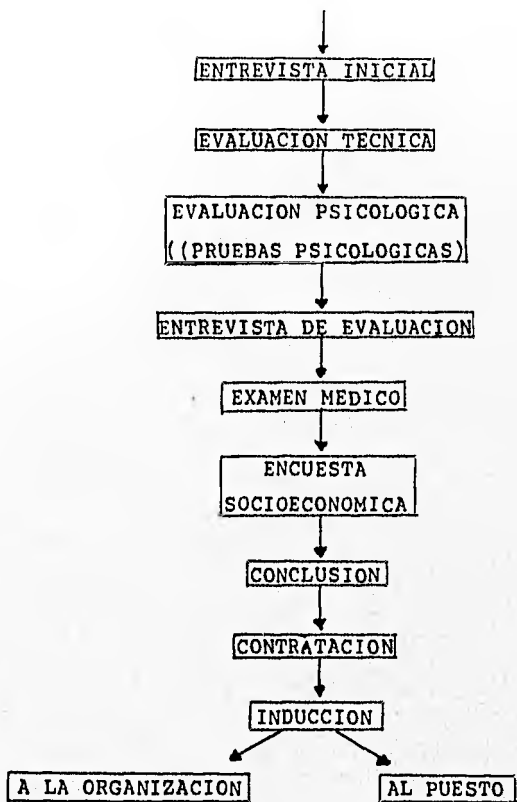 ENTREVISTA INICIAL
EVALUACION TECNICA
EVALUACION PSICOLOGICA
((PRUEBAS PSICOLOGICAS)
ENTREVISTA DE EVALUACION
EXAMEN MEDICO
ENCUESTA
SOCIOECONOMICA
CONCLUSION
CONTRATACION
INDUCCION
A LA ORGANIZACION
AL PUESTO